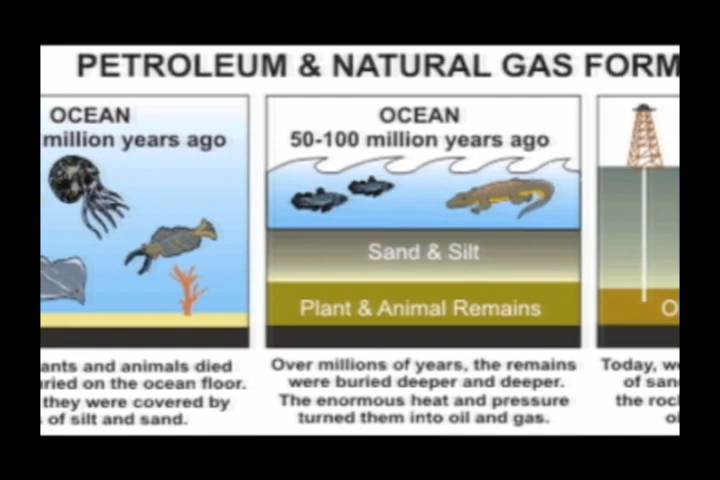 PETROLEUM & NATURAL GAS FORM
OCEAN
million years ago
ants and animals died
ried on the ocean floor.
they were covered by
of silt and sand.
OCEAN
50-100 million years ago
Sand & Silt
Plant & Animal Remains
Over millions of years, the remains
were buried deeper and deeper.
The enormous heat and pressure
turned them into oil and gas.
O
Today, we
of san
the roc
oi